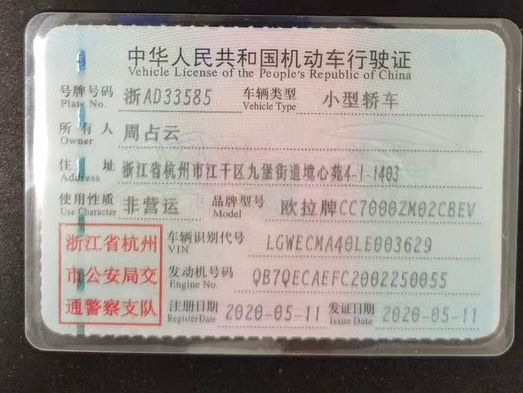 中华人民共和国机动车行驶证
Vehicle License of the People's Republic of China
号牌号码 浙AD33585 车辆类型 小型轿车
Plate No. Vehicle Type
所有人 周占云
Owner
住址 浙江省杭州市江干区九堡街道境心苑4-1-1403
Address
使用性质 非营运 品牌型号 欧拉牌CC7000ZM02CBEV
Use Character Model
浙江省杭州 车辆识别代号 LGWECMA40LE003629
VIN
市公安局交 发动机号码 QB7QECAEFC2002250055
Engine No.
通警察支队 注册日期 2020-05-11 发证日期 2020-05-11
Register Date Issue Date